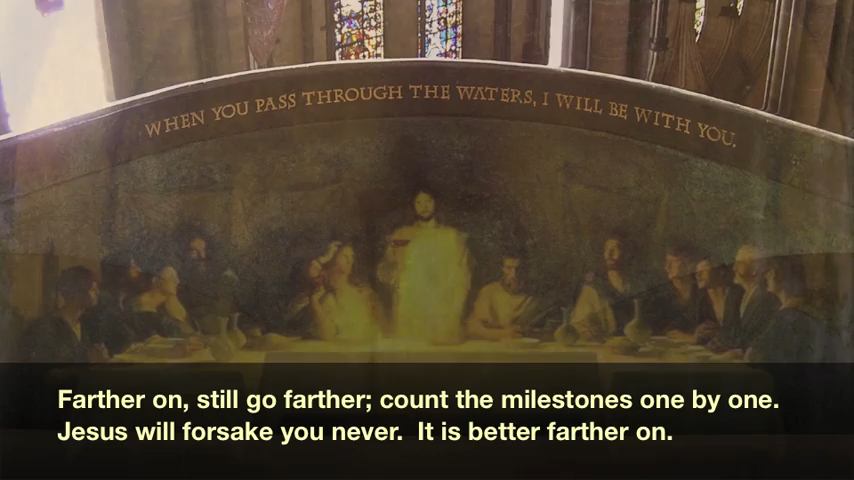 WHEN YOU PASS THROUGH THE WATERS, I WILL BE WITH YOU.
Farther on, still go farther; count the milestones one by one.
Jesus will forsake you never.  It is better farther on.